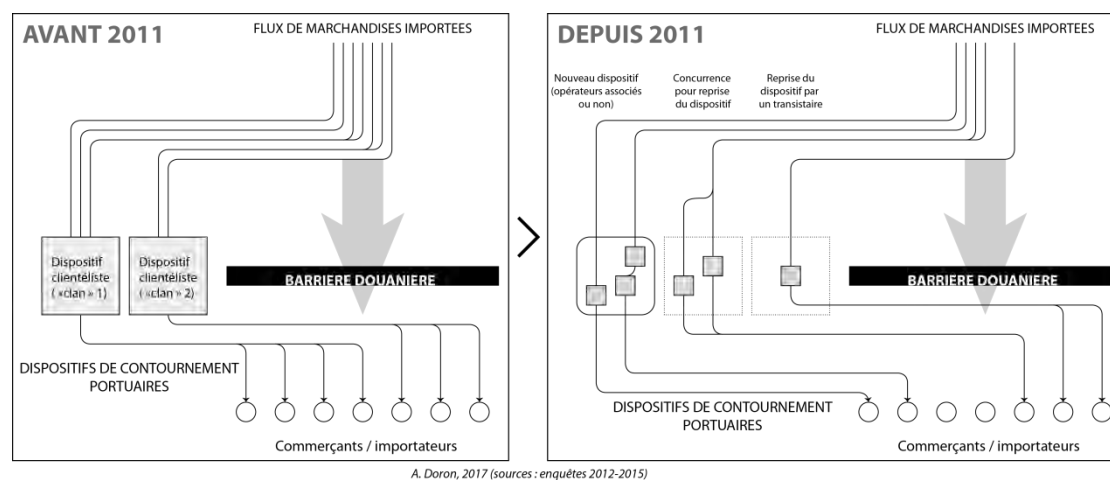 AVANT 2011
FLUX DE MARCHANDISES IMPORTEES
Dispositif
clientéliste
( «clan» 1)
Dispositif
clientéliste
( «clan» 2)
BARRIERE DOUANIERE
DISPOSITIFS DE CONTOURNEMENT
PORTUAIRES
Commerçants / importateurs
DEPUIS 2011
FLUX DE MARCHANDISES IMPORTEES
Nouveau dispositif
(opérateurs associés
ou non)
Concurrence
pour reprise
du dispositif
Reprise du
dispositif par
un transistaire
BARRIERE DOUANIERE
DISPOSITIFS DE CONTOURNEMENT
PORTUAIRES
Commerçants / importateurs
A. Doron, 2017 (sources : enquêtes 2012-2015)